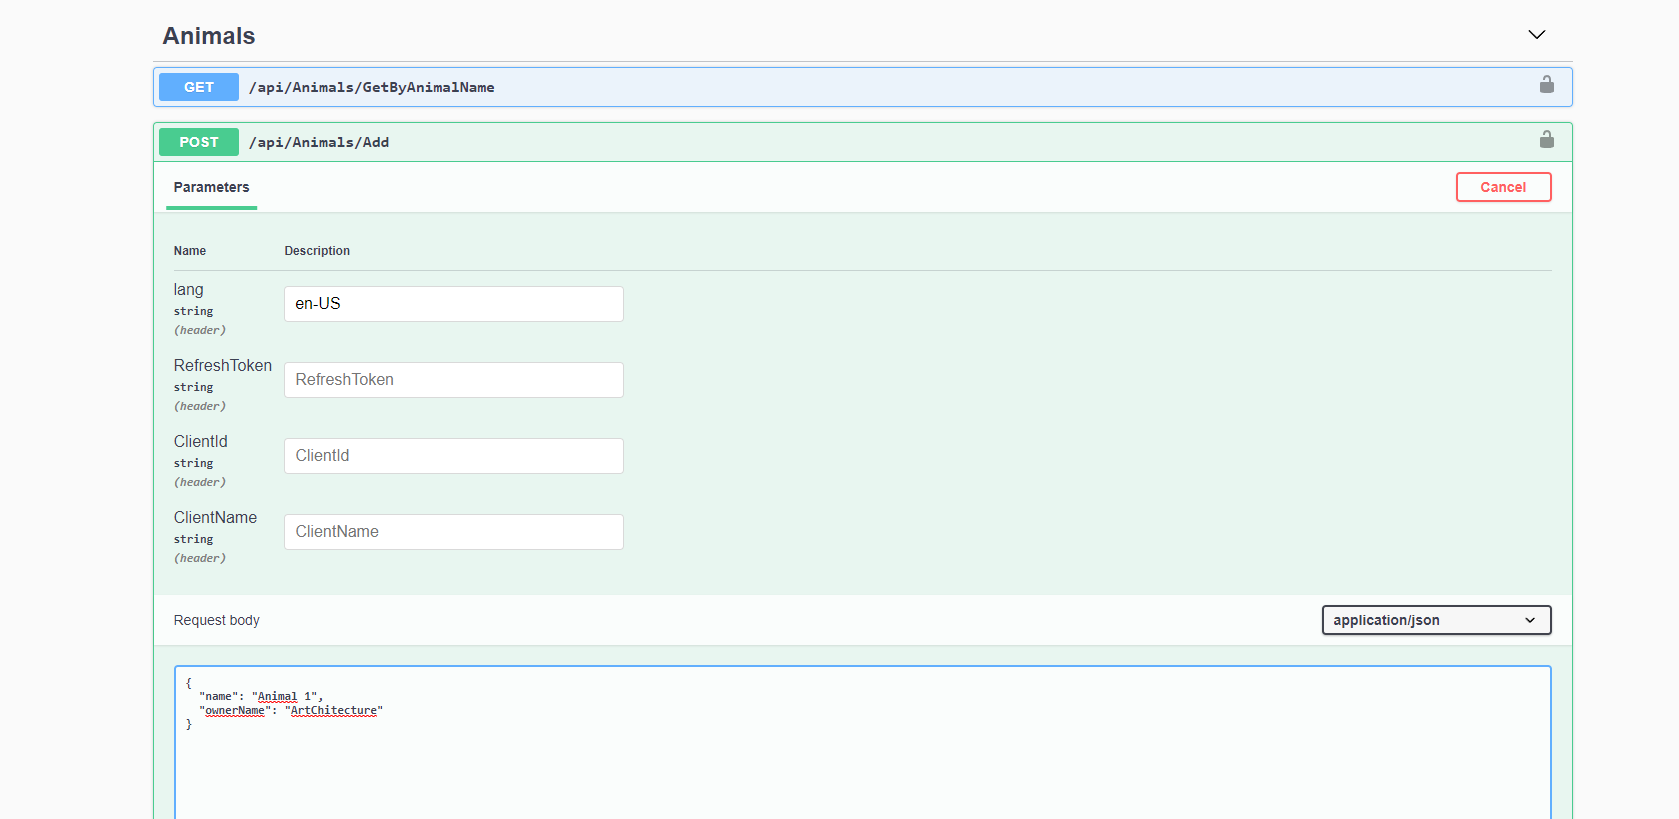 Animals
GET /api/Animals/GetByAnimalName
POST /api/Animals/Add
Parameters Cancel
Name Description
lang en-US
string
(header)
RefreshToken RefreshToken
string
(header)
ClientId ClientId
string
(header)
ClientName ClientName
string
(header)
Request body application/json
{
"name": "Animal 1",
"ownerName": "ArtChitecture"
}